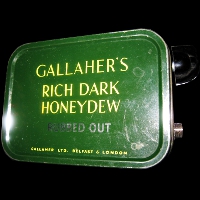 GALLAHER'S
RICH DARK
HONEYDEW
RUBBED OUT
GALLAHER LTD. BELFAST & LONDON